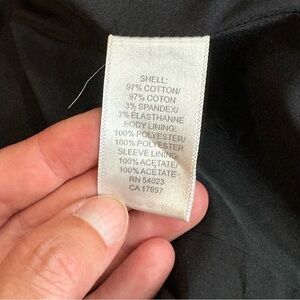 SHELL:
97% COTTON/
97% COTON
3% SPANDEX/
3% ELASTHANNE
BODY LINING:
100% POLYESTER/
100% POLYESTER
SLEEVE LINING:
100% ACETATE/
100% ACETATE
RN 54023
CA 17897